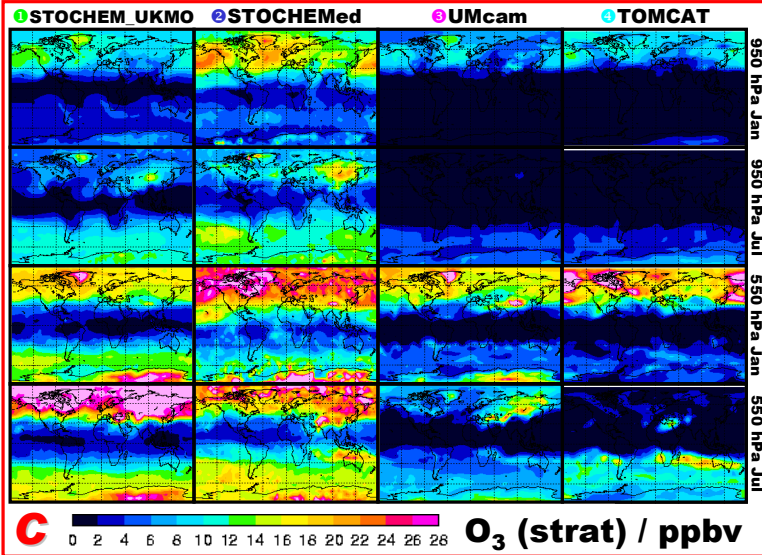 ❶STOCHEM_UKMO ❷STOCHEMed ❸UMcam ❹TOMCAT
950 hPa Jan
950 hPa Jul
550 hPa Jan
550 hPa Jul
C 0 2 4 6 8 10 12 14 16 18 20 22 24 26 28 O₃ (strat) / ppbv